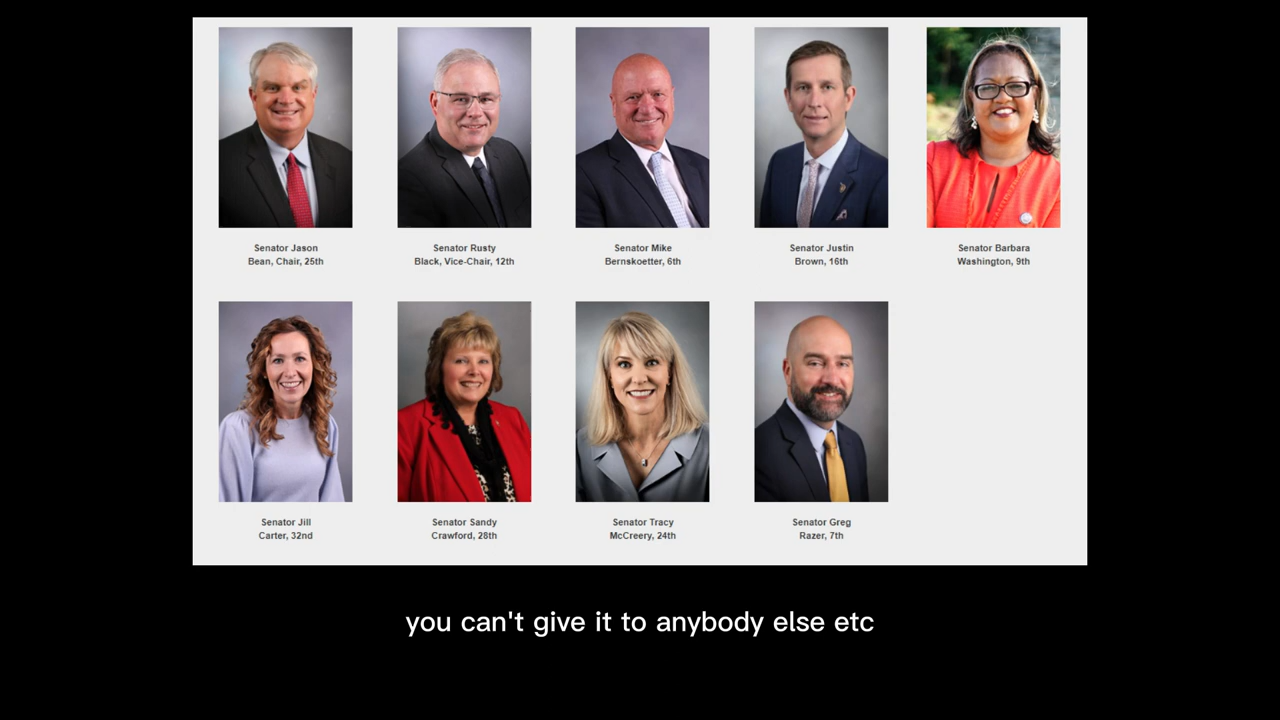 Senator Jason
Bean, Chair, 25th
Senator Rusty
Black, Vice-Chair, 12th
Senator Mike
Bernskoetter, 6th
Senator Justin
Brown, 16th
Senator Barbara
Washington, 9th
Senator Jill
Carter, 32nd
Senator Sandy
Crawford, 28th
Senator Tracy
McCreery, 24th
Senator Greg
Razer, 7th
you can't give it to anybody else etc